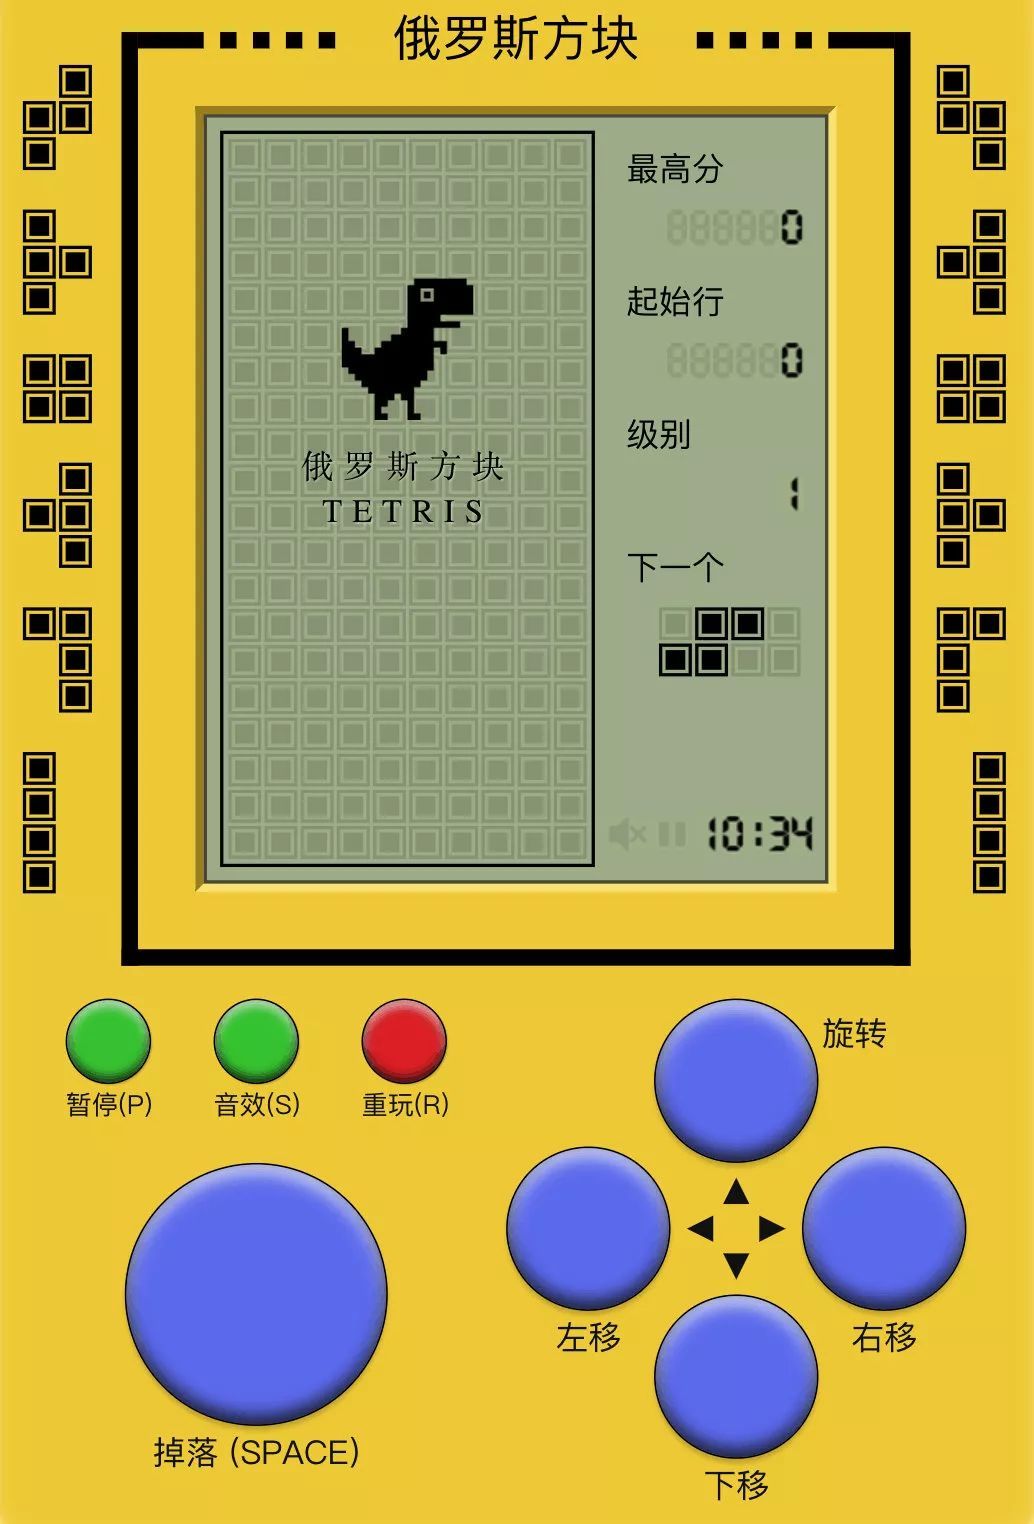 俄罗斯方块
最高分
0
起始行
0
级别
1
下一个
俄罗斯方块
TETRIS
10:34
暂停(P)
音效(S)
重玩(R)
旋转
左移
右移
下移
掉落 (SPACE)